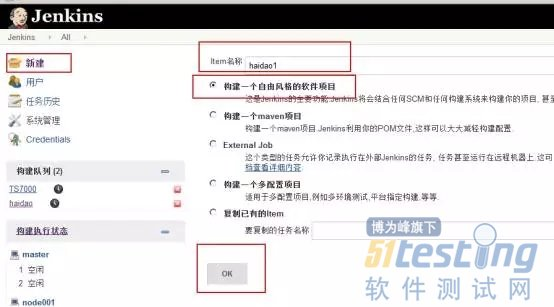 Jenkins
Jenkins
All
新建
用户
任务历史
系统管理
Credentials
构建队列 (2)
TS7000
haidao
构建执行状态
master
1 空闲
2 空闲
node001
Item名称
haidao1
构建一个自由风格的软件项目
这是Jenkins的主要功能.Jenkins将会结合任何SCM和任何构建系统来构建你的项目, 甚至
构建一个maven项目
构建一个maven项目.Jenkins利用你的POM文件,这样可以大大减轻构建配置.
External Job
这个类型的任务允许你记录执行在外部Jenkins的任务, 任务甚至运行在远程机器上.
档查看详细内容.
构建一个多配置项目
适用于多配置项目,例如多环境测试,平台指定构建,等等.
复制已有的Item
要复制的任务名称
OK
博为峰旗下
51testing
软件测试网